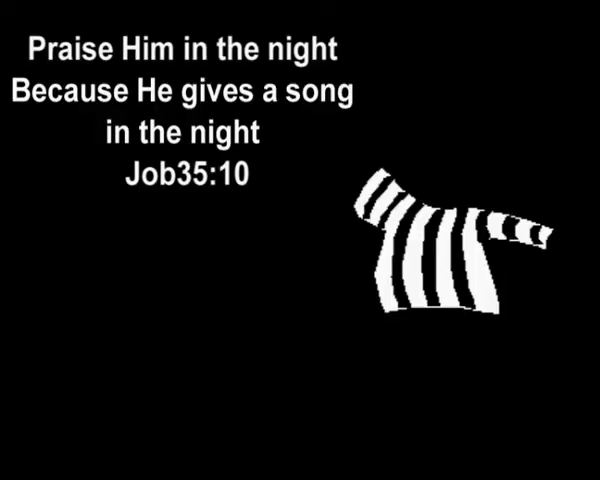 Praise Him in the night
Because He gives a song
in the night
Job35:10